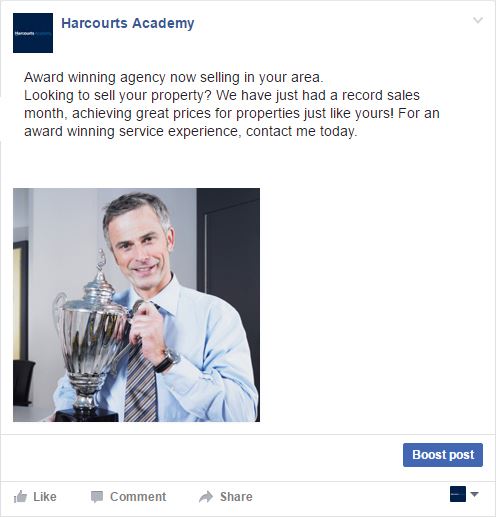 Harcourts Academy
Harcourts Academy
Award winning agency now selling in your area.
Looking to sell your property? We have just had a record sales
month, achieving great prices for properties just like yours! For an
award winning service experience, contact me today.
Boost post
Like
Comment
Share